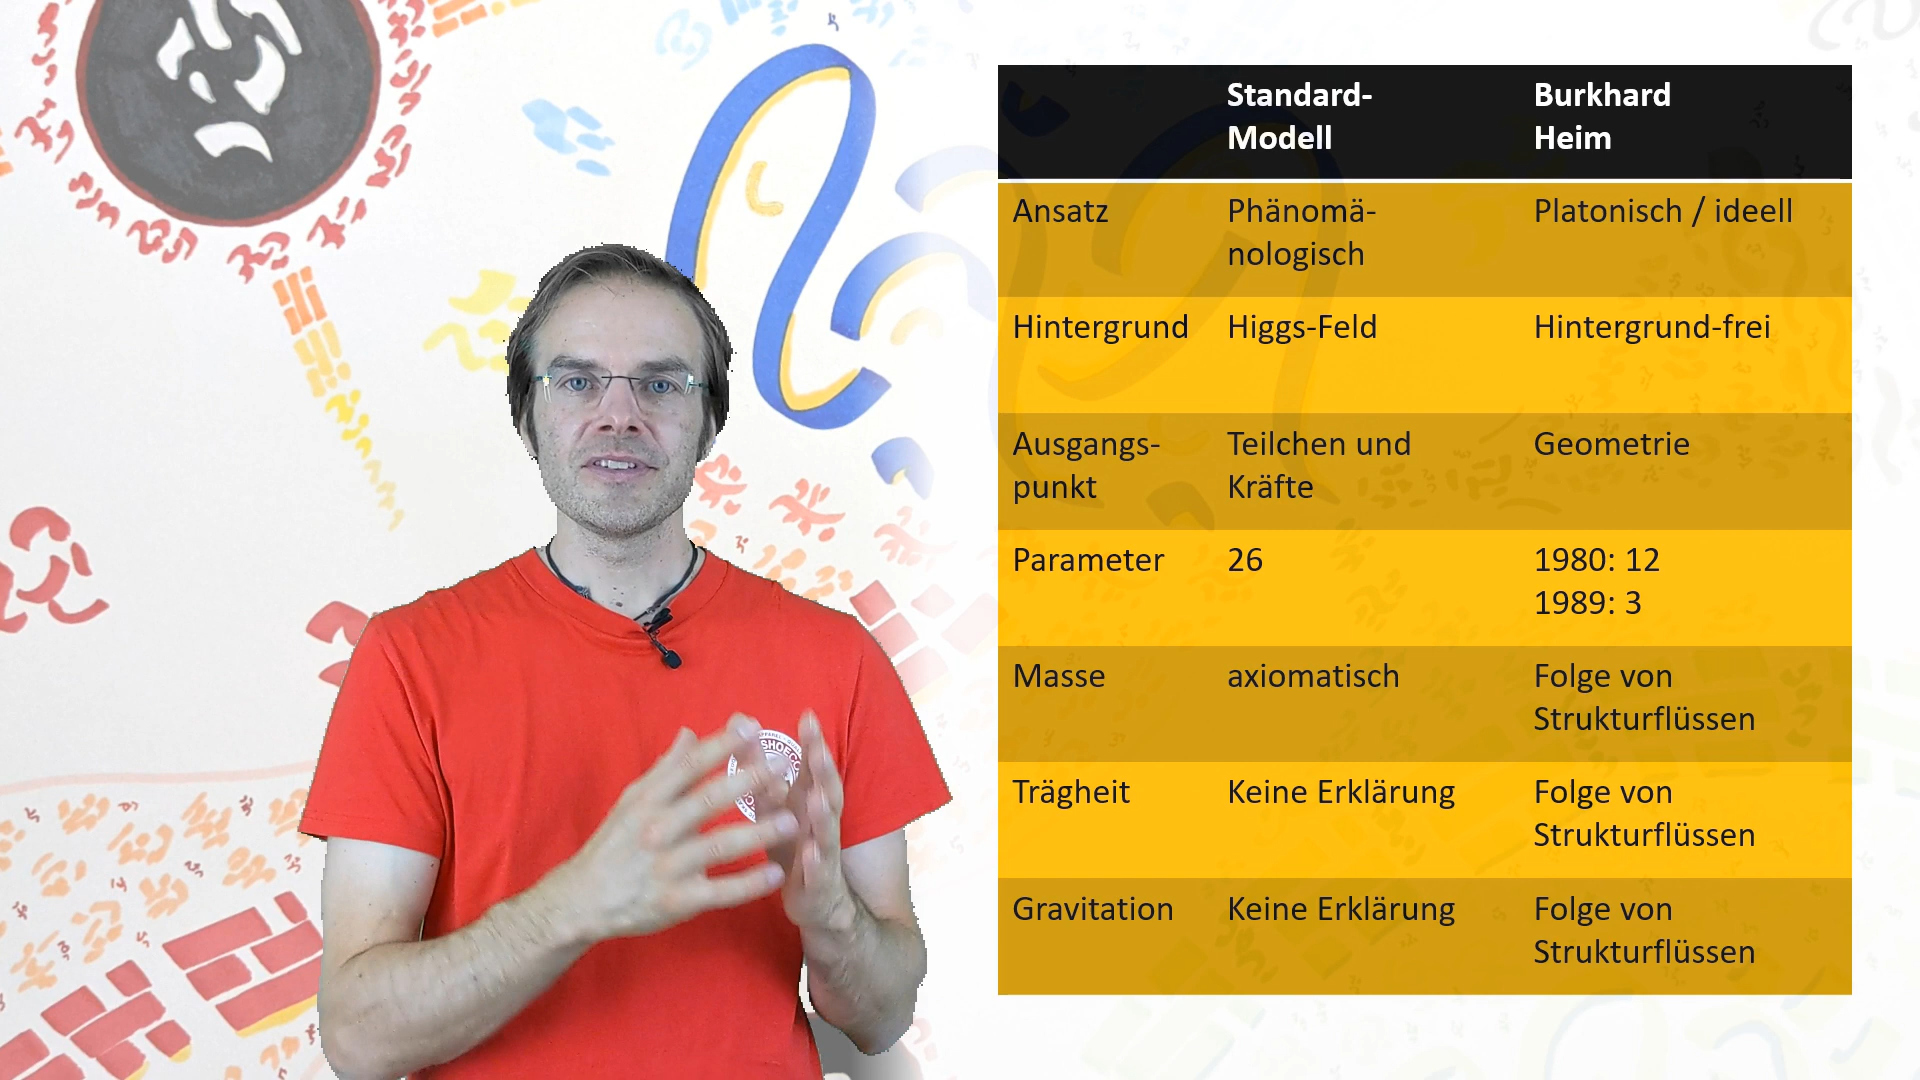 Standard- Burkhard
Modell Heim
Ansatz Phänomä- Platonisch / ideell
nologisch
Hintergrund Higgs-Feld Hintergrund-frei
Ausgangs- Teilchen und Geometrie
punkt Kräfte
Parameter 26 1980: 12
1989: 3
Masse axiomatisch Folge von
Strukturflüssen
Trägheit Keine Erklärung Folge von
Strukturflüssen
Gravitation Keine Erklärung Folge von
Strukturflüssen